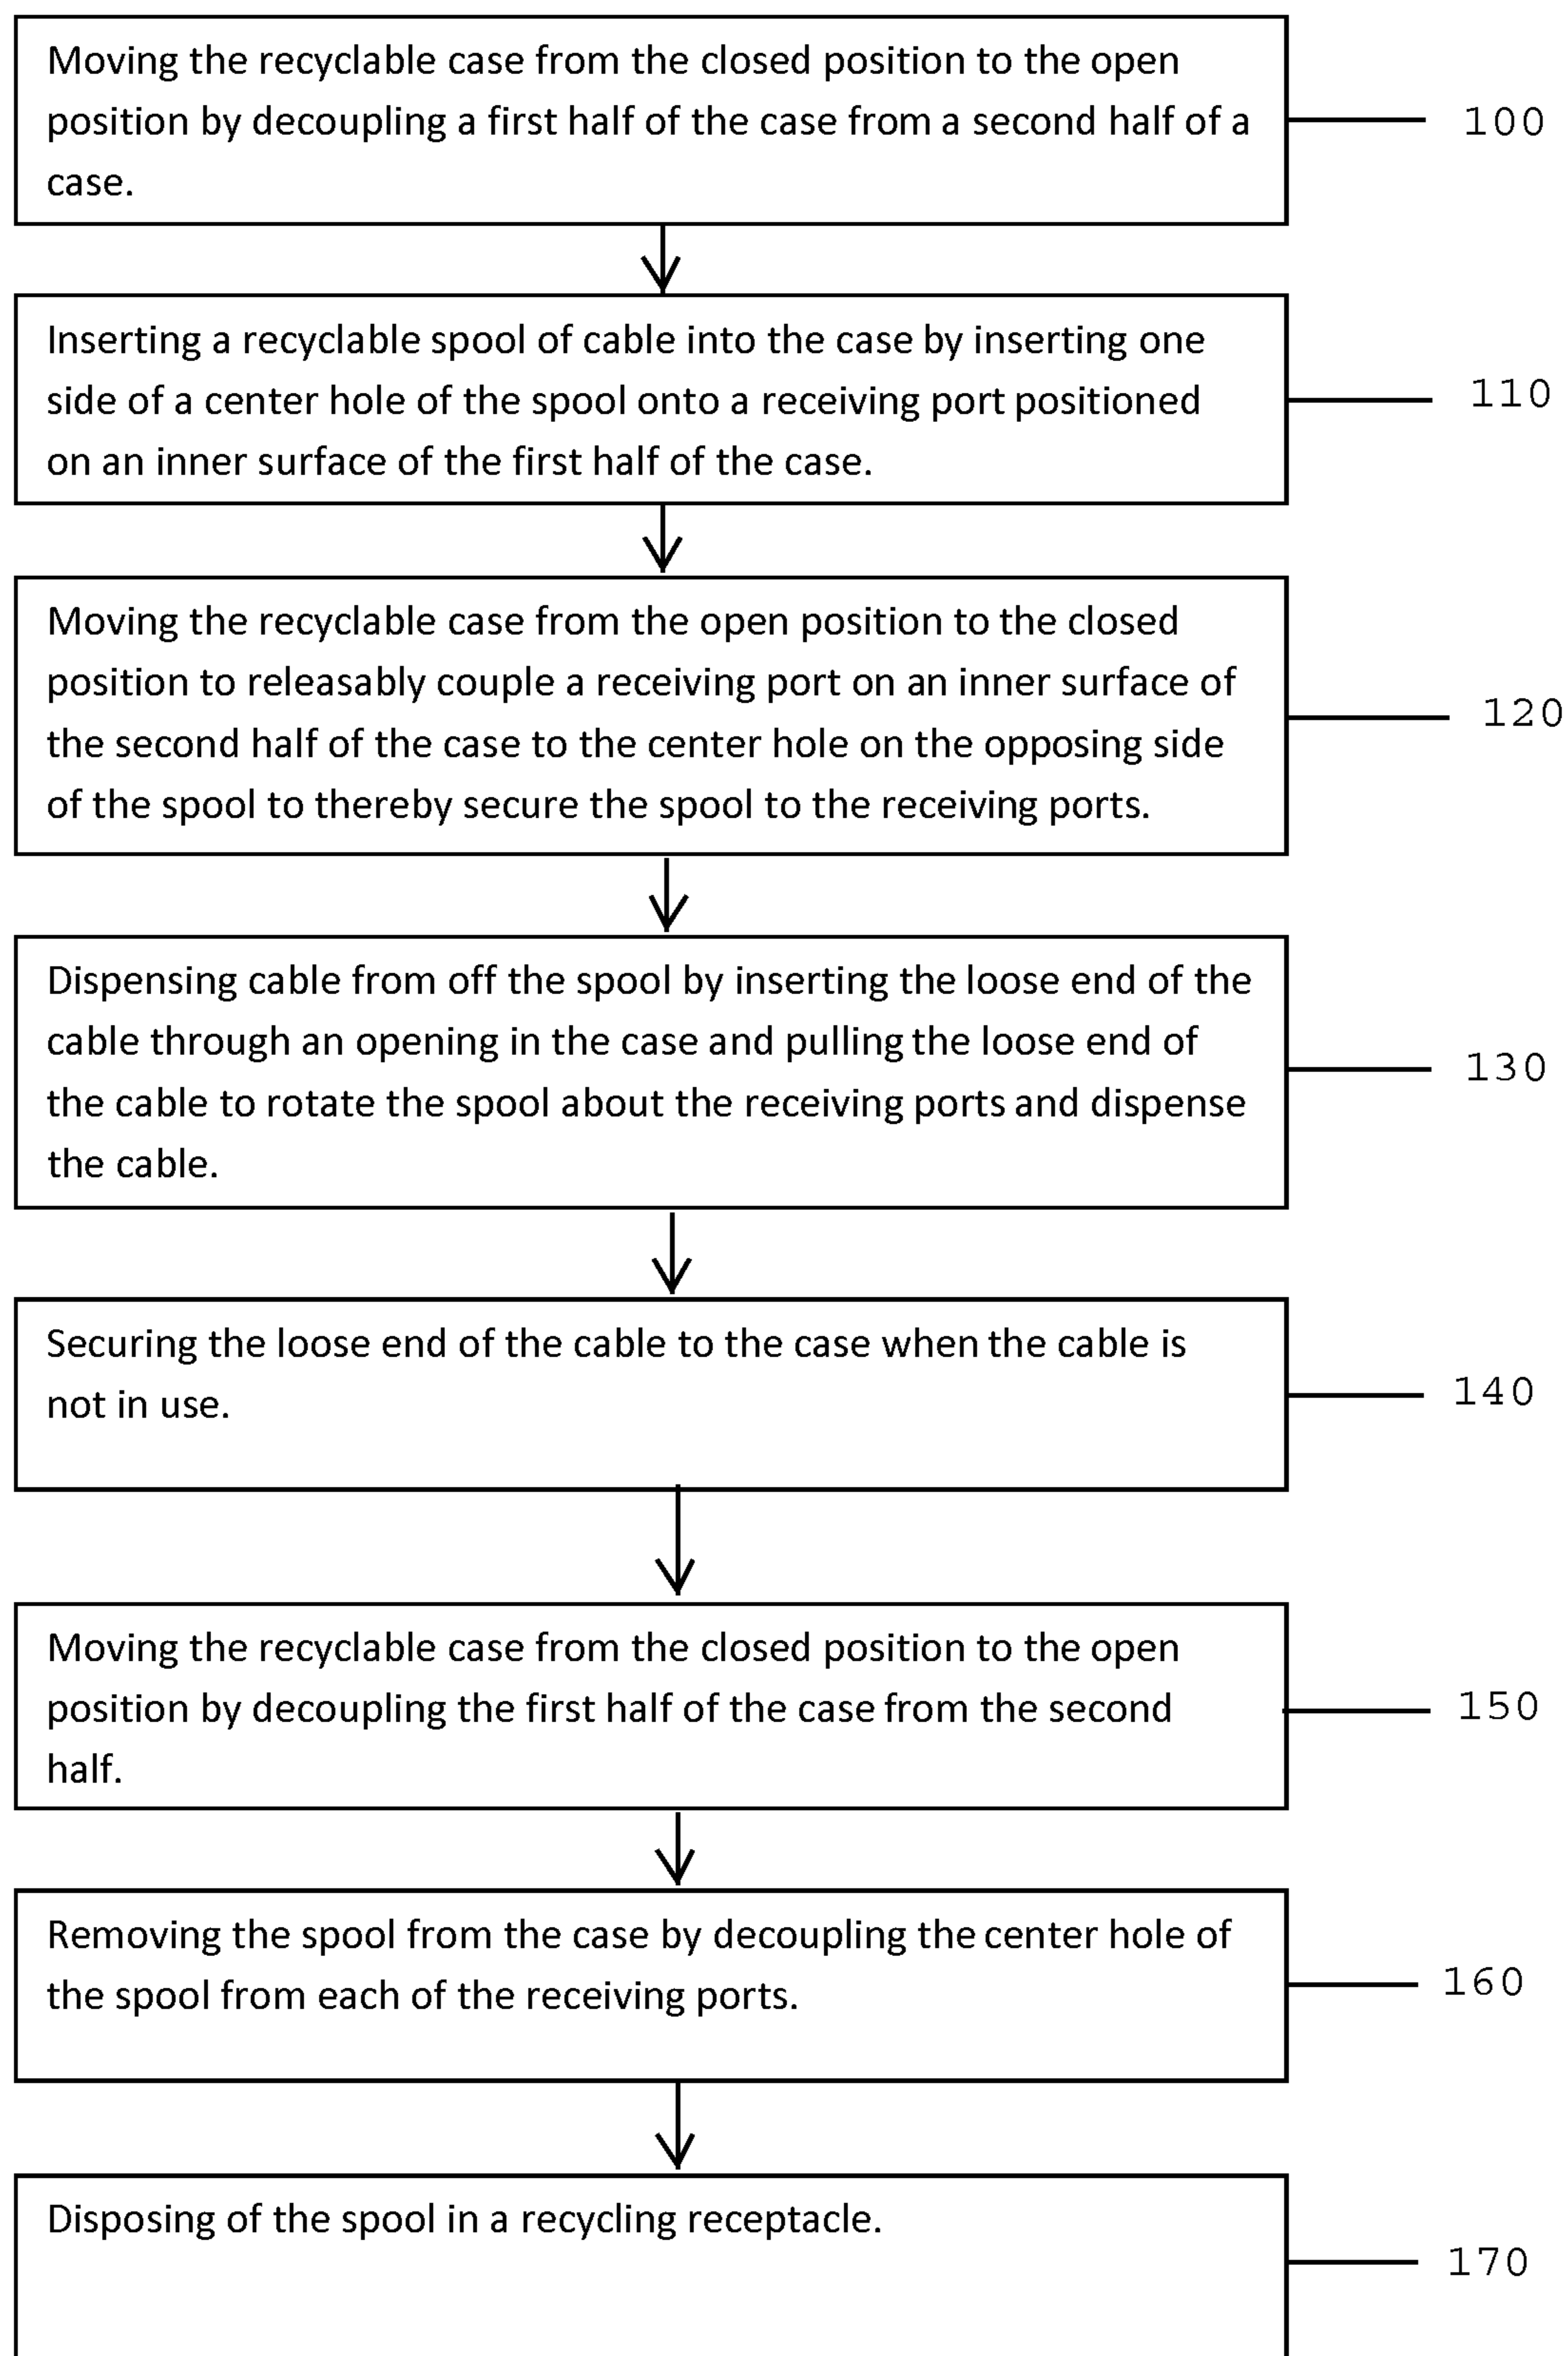 Moving the recyclable case from the closed position to the open
position by decoupling a first half of the case from a second half of a
case.
100
Inserting a recyclable spool of cable into the case by inserting one
side of a center hole of the spool onto a receiving port positioned
on an inner surface of the first half of the case.
110
Moving the recyclable case from the open position to the closed
position to releasably couple a receiving port on an inner surface of
the second half of the case to the center hole on the opposing side
of the spool to thereby secure the spool to the receiving ports.
120
Dispensing cable from off the spool by inserting the loose end of the
cable through an opening in the case and pulling the loose end of
the cable to rotate the spool about the receiving ports and dispense
the cable.
130
Securing the loose end of the cable to the case when the cable is
not in use.
140
Moving the recyclable case from the closed position to the open
position by decoupling the first half of the case from the second
half.
150
Removing the spool from the case by decoupling the center hole of
the spool from each of the receiving ports.
160
Disposing of the spool in a recycling receptacle.
170